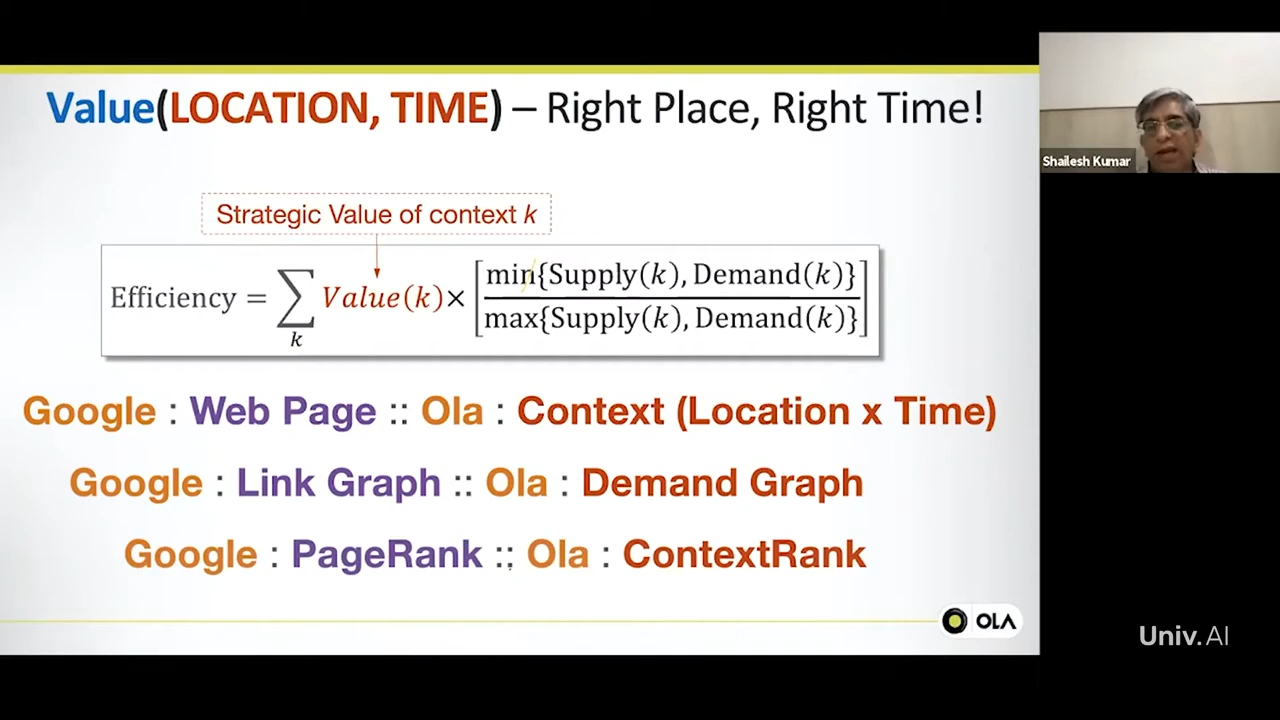 Value(LOCATION, TIME) – Right Place, Right Time!
Shailesh Kumar
Strategic Value of context k
Efficiency = ∑ₖ Value(k) × [min{Supply(k), Demand(k)} / max{Supply(k), Demand(k)}]
Google : Web Page :: Ola : Context (Location x Time)
Google : Link Graph :: Ola : Demand Graph
Google : PageRank :: Ola : ContextRank
OLA
Univ.AI